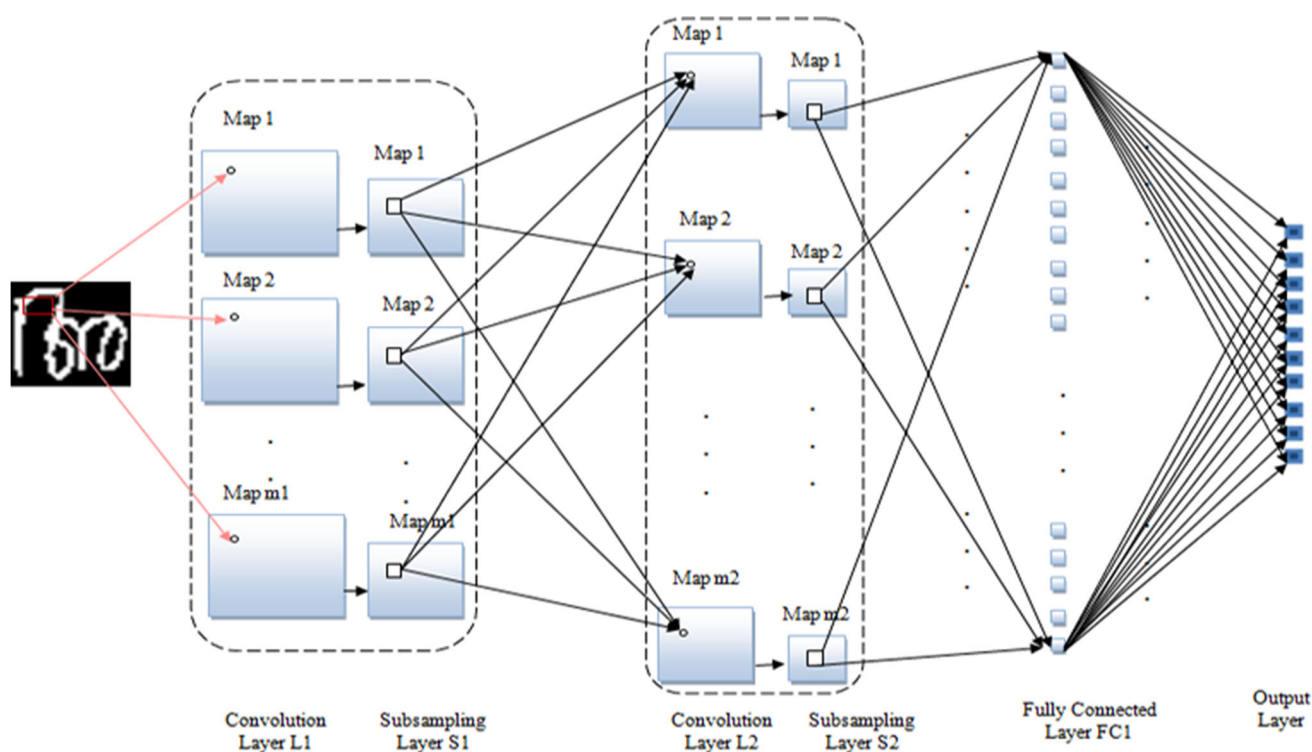 Map 1
Map 1
Map 2
Map 2
Map m1
Map m1
Map 1
Map 1
Map 2
Map 2
Map m2
Map m2
Convolution
Layer L1
Subsampling
Layer S1
Convolution
Layer L2
Subsampling
Layer S2
Fully Connected
Layer FC1
Output
Layer